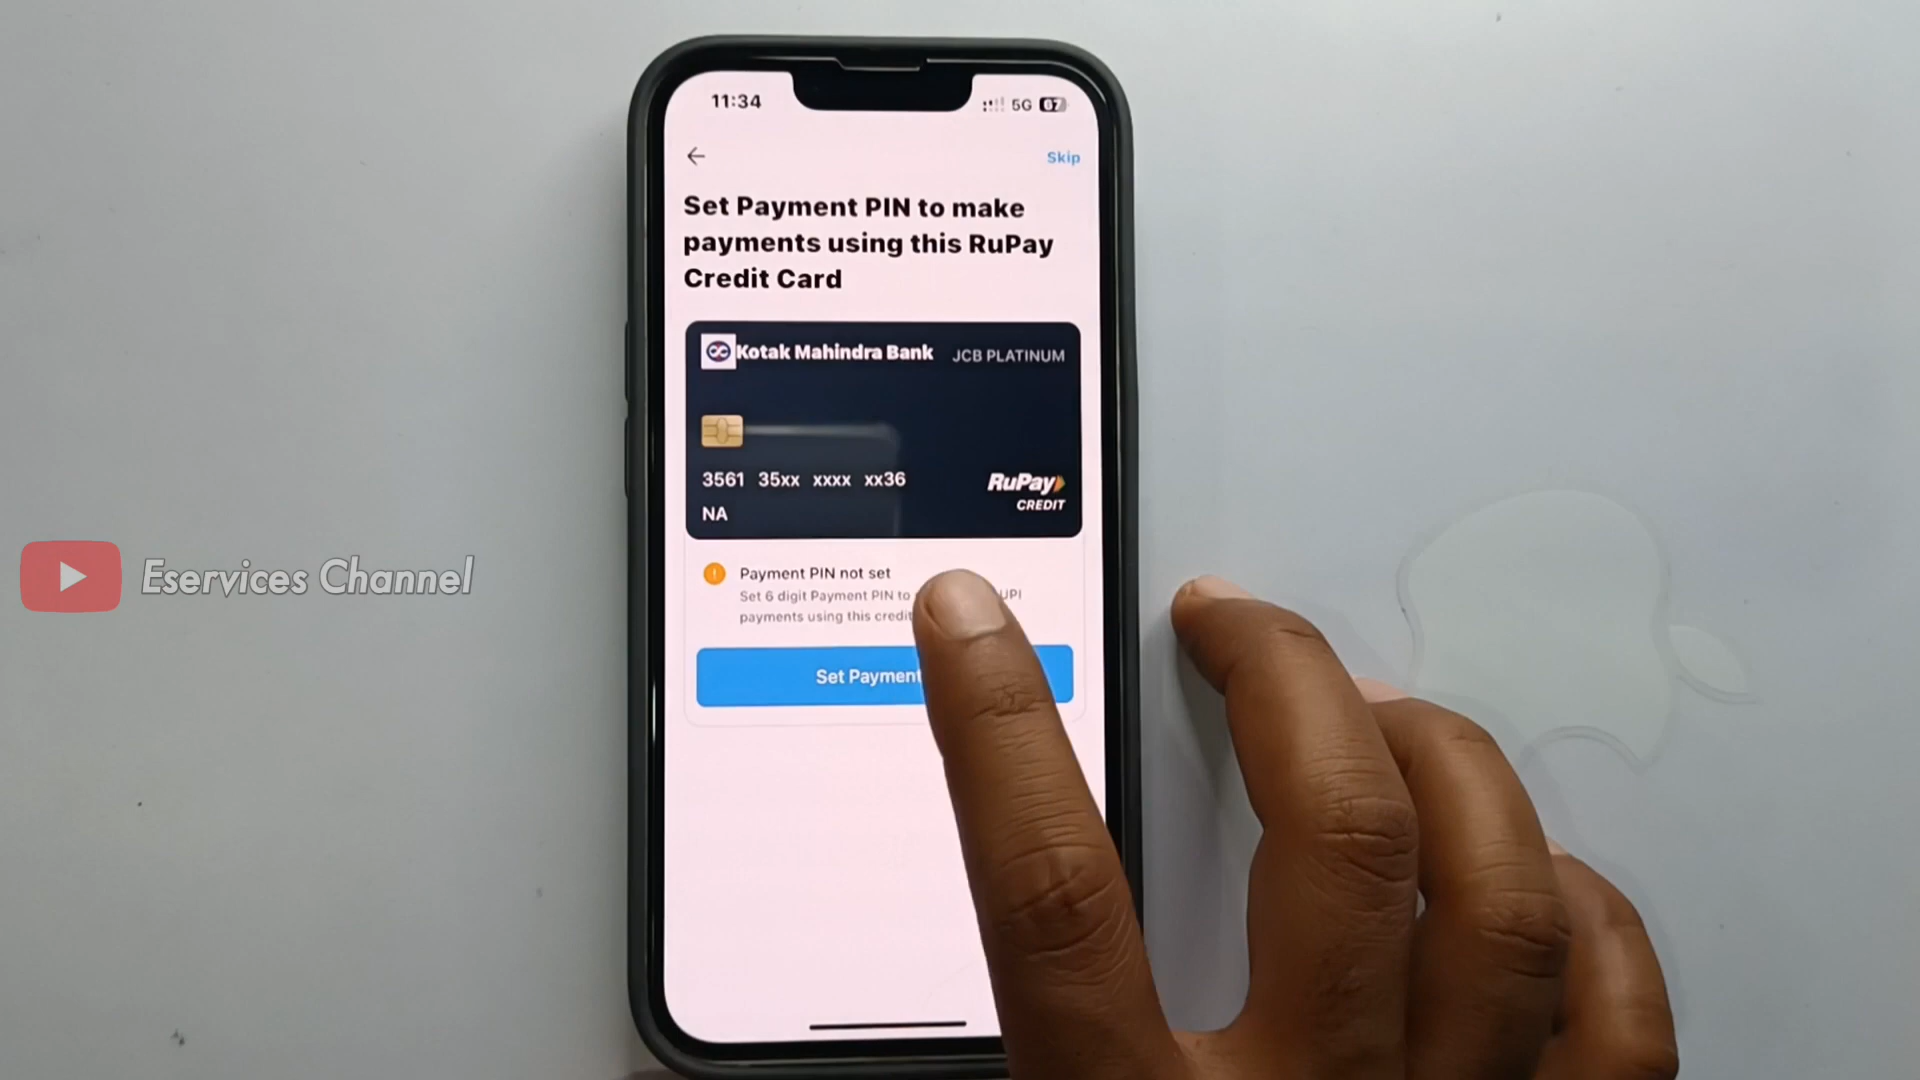 11:34
5G 67
Skip
Set Payment PIN to make
payments using this RuPay
Credit Card
Kotak Mahindra Bank JCB PLATINUM
3561 35xx xxxx xx36
RuPay
CREDIT
NA
Payment PIN not set
Set 6 digit Payment PIN to UPI
payments using this credit
Set Payment
Eservices Channel